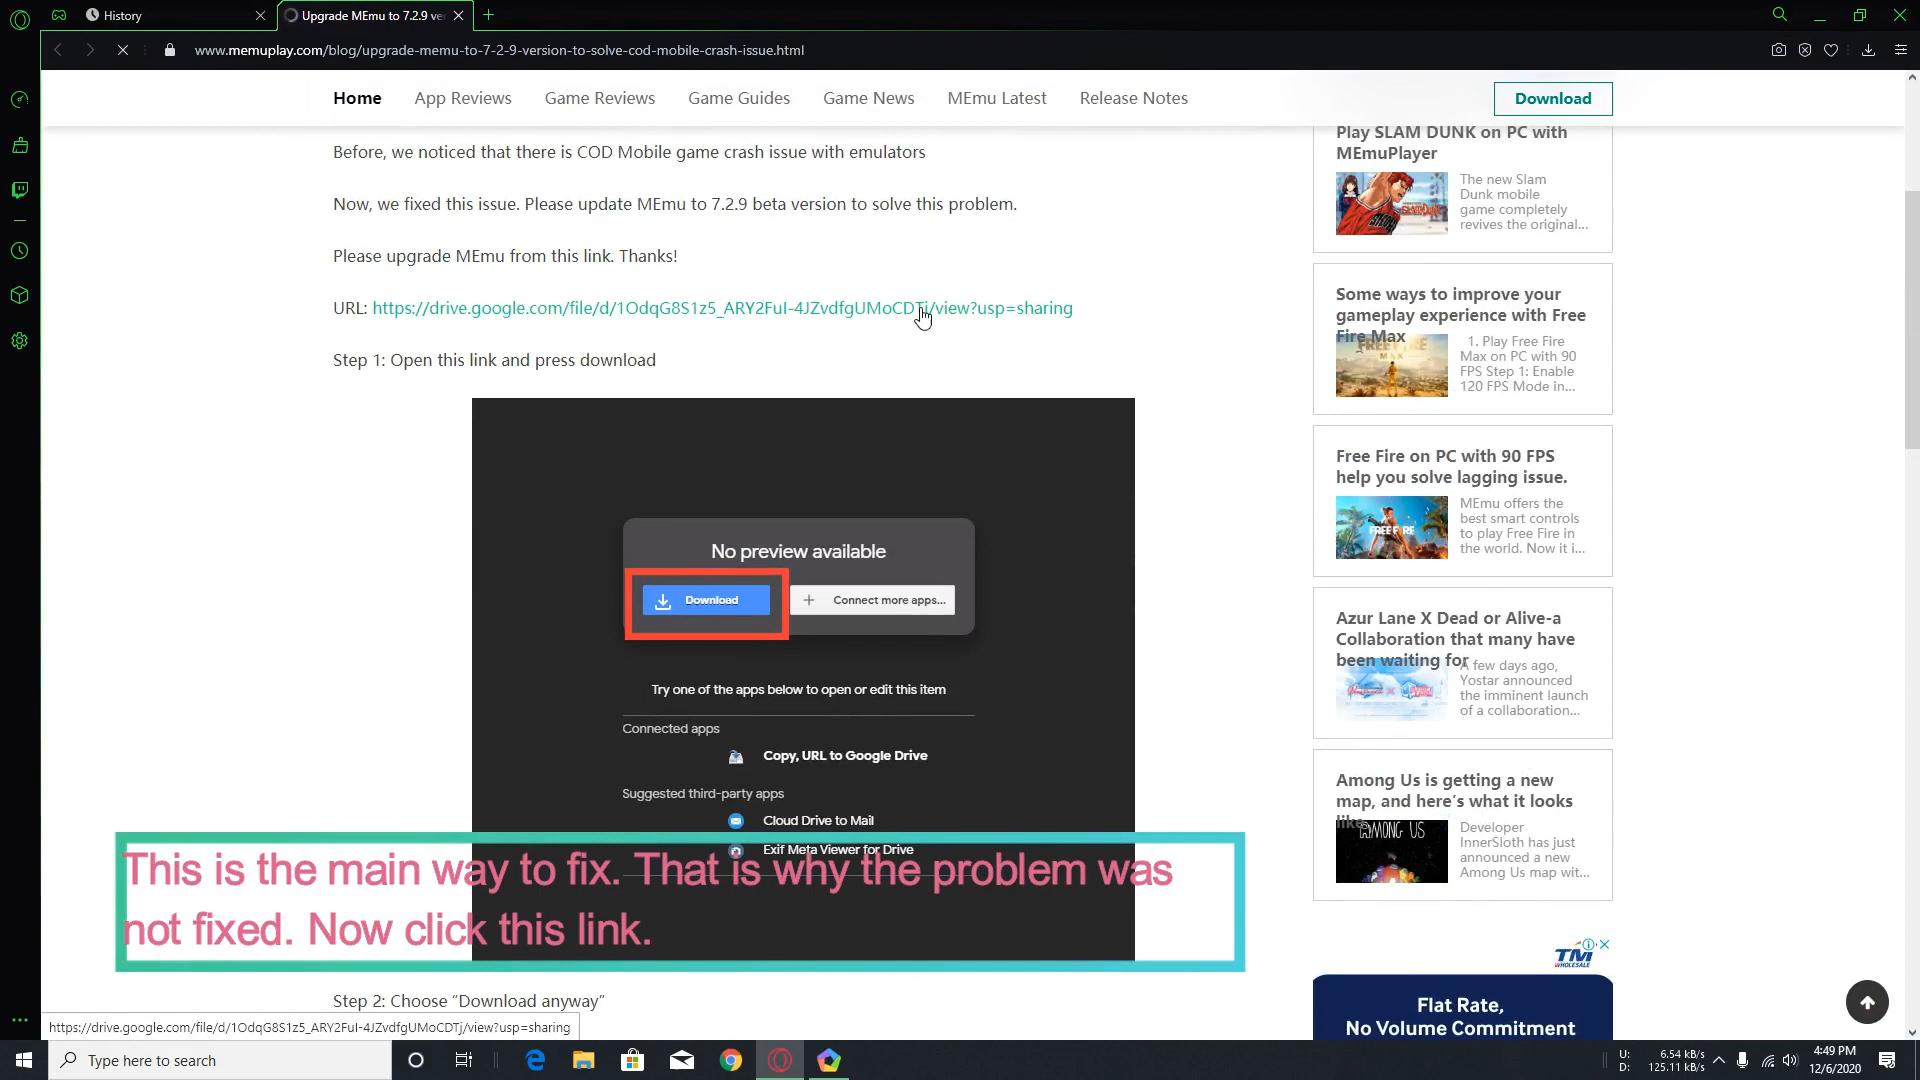 History
Upgrade MEmu to 7.2.9 ve
www.memuplay.com/blog/upgrade-memu-to-7-2-9-version-to-solve-cod-mobile-crash-issue.html
Home App Reviews Game Reviews Game Guides Game News MEmu Latest Release Notes Download
Before, we noticed that there is COD Mobile game crash issue with emulators
Now, we fixed this issue. Please update MEmu to 7.2.9 beta version to solve this problem.
Please upgrade MEmu from this link. Thanks!
URL: https://drive.google.com/file/d/1OdqG8S1z5_ARY2FuI-4JZvdfgUMoCDTj/view?usp=sharing
Step 1: Open this link and press download
No preview available
Download
Connect more apps...
Try one of the apps below to open or edit this item
Connected apps
Copy, URL to Google Drive
Suggested third-party apps
Cloud Drive to Mail
Exif Meta Viewer for Drive
This is the main way to fix. That is why the problem was
not fixed. Now click this link.
Step 2: Choose “Download anyway”
https://drive.google.com/file/d/1OdqG8S1z5_ARY2FuI-4JZvdfgUMoCDTj/view?usp=sharing
Play SLAM DUNK on PC with
MEmuPlayer
The new Slam
Dunk mobile
game completely
revives the original...
Some ways to improve your
gameplay experience with Free
Fire Max
1. Play Free Fire
Max on PC with 90
FPS Step 1: Enable
120 FPS Mode in...
FREE FIRE
MAX
Free Fire on PC with 90 FPS
help you solve lagging issue.
MEmu offers the
best smart controls
to play Free Fire in
the world. Now it i...
FREE FIRE
Azur Lane X Dead or Alive-a
Collaboration that many have
been waiting for
A few days ago,
Yostar announced
the imminent launch
of a collaboration...
Among Us is getting a new
map, and here’s what it looks
like
Developer
InnerSloth has just
announced a new
Among Us map wit...
AMONG US
TM
WHOLESALE
Flat Rate,
No Volume Commitment
Type here to search
U: 6.54 kB/s
D: 125.11 kB/s
4:49 PM
12/6/2020